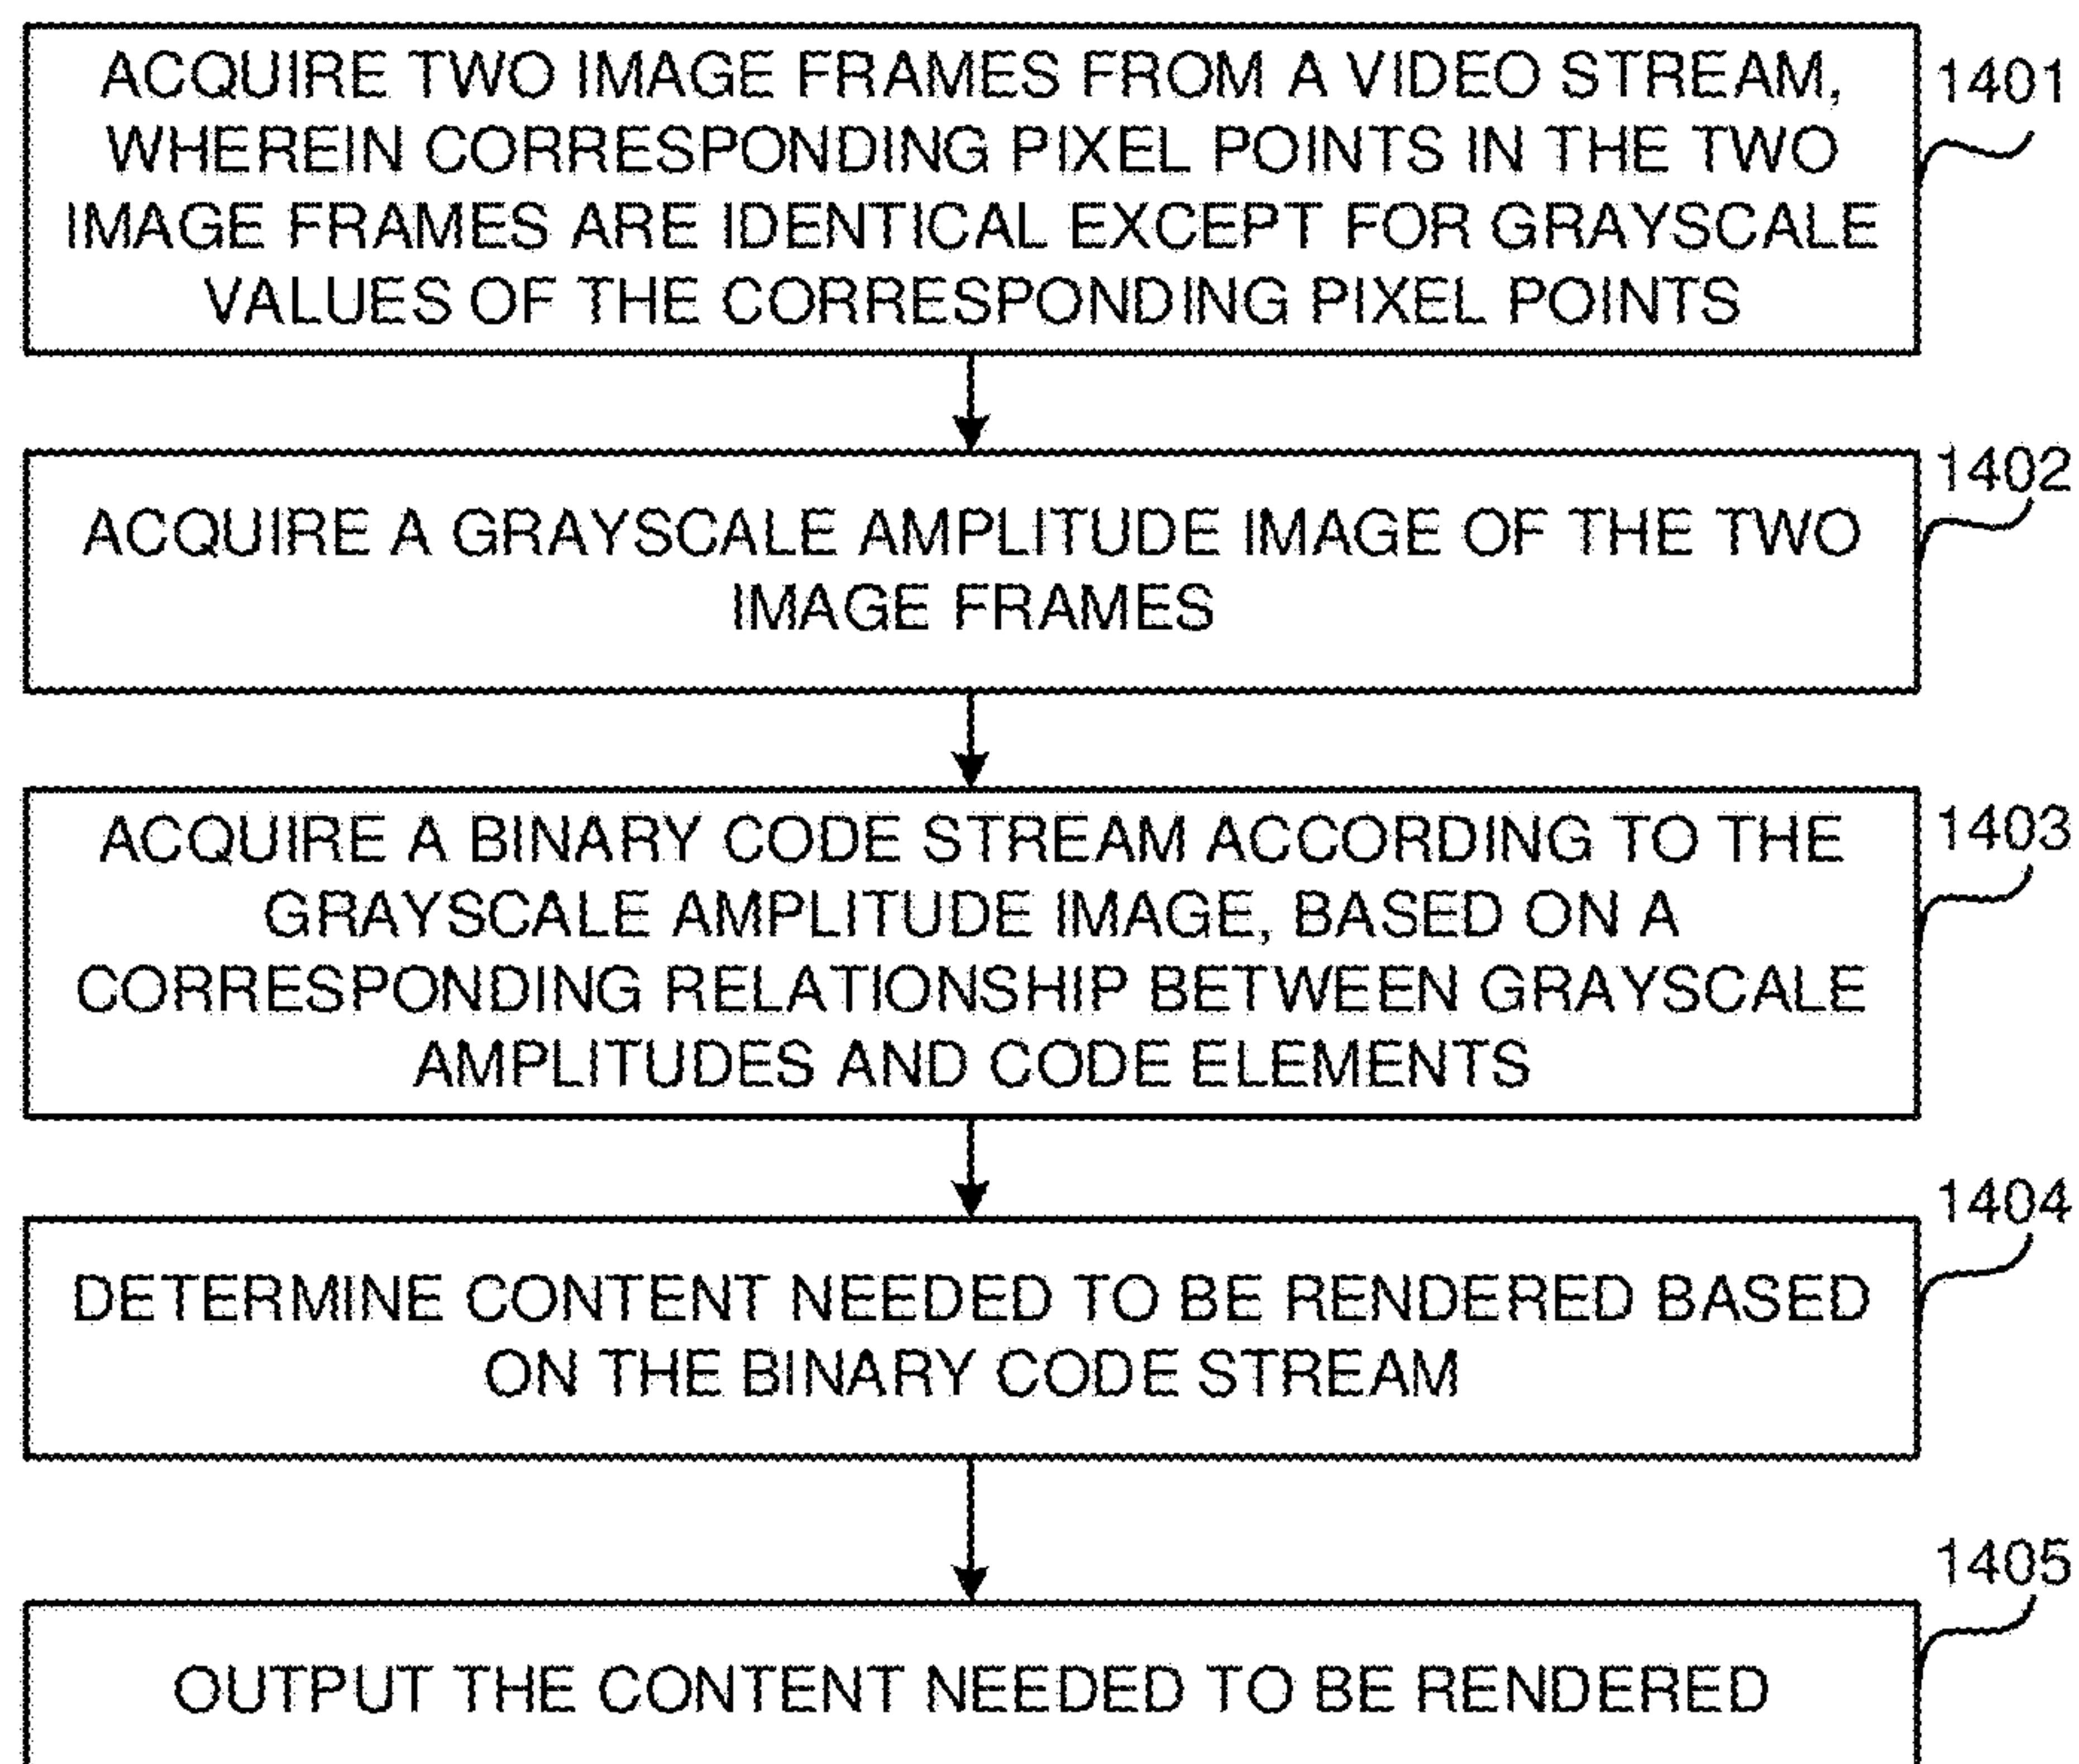 ACQUIRE TWO IMAGE FRAMES FROM A VIDEO STREAM,
WHEREIN CORRESPONDING PIXEL POINTS IN THE TWO
IMAGE FRAMES ARE IDENTICAL EXCEPT FOR GRAYSCALE
VALUES OF THE CORRESPONDING PIXEL POINTS
1401
ACQUIRE A GRAYSCALE AMPLITUDE IMAGE OF THE TWO
IMAGE FRAMES
1402
ACQUIRE A BINARY CODE STREAM ACCORDING TO THE
GRAYSCALE AMPLITUDE IMAGE, BASED ON A
CORRESPONDING RELATIONSHIP BETWEEN GRAYSCALE
AMPLITUDES AND CODE ELEMENTS
1403
DETERMINE CONTENT NEEDED TO BE RENDERED BASED
ON THE BINARY CODE STREAM
1404
OUTPUT THE CONTENT NEEDED TO BE RENDERED
1405